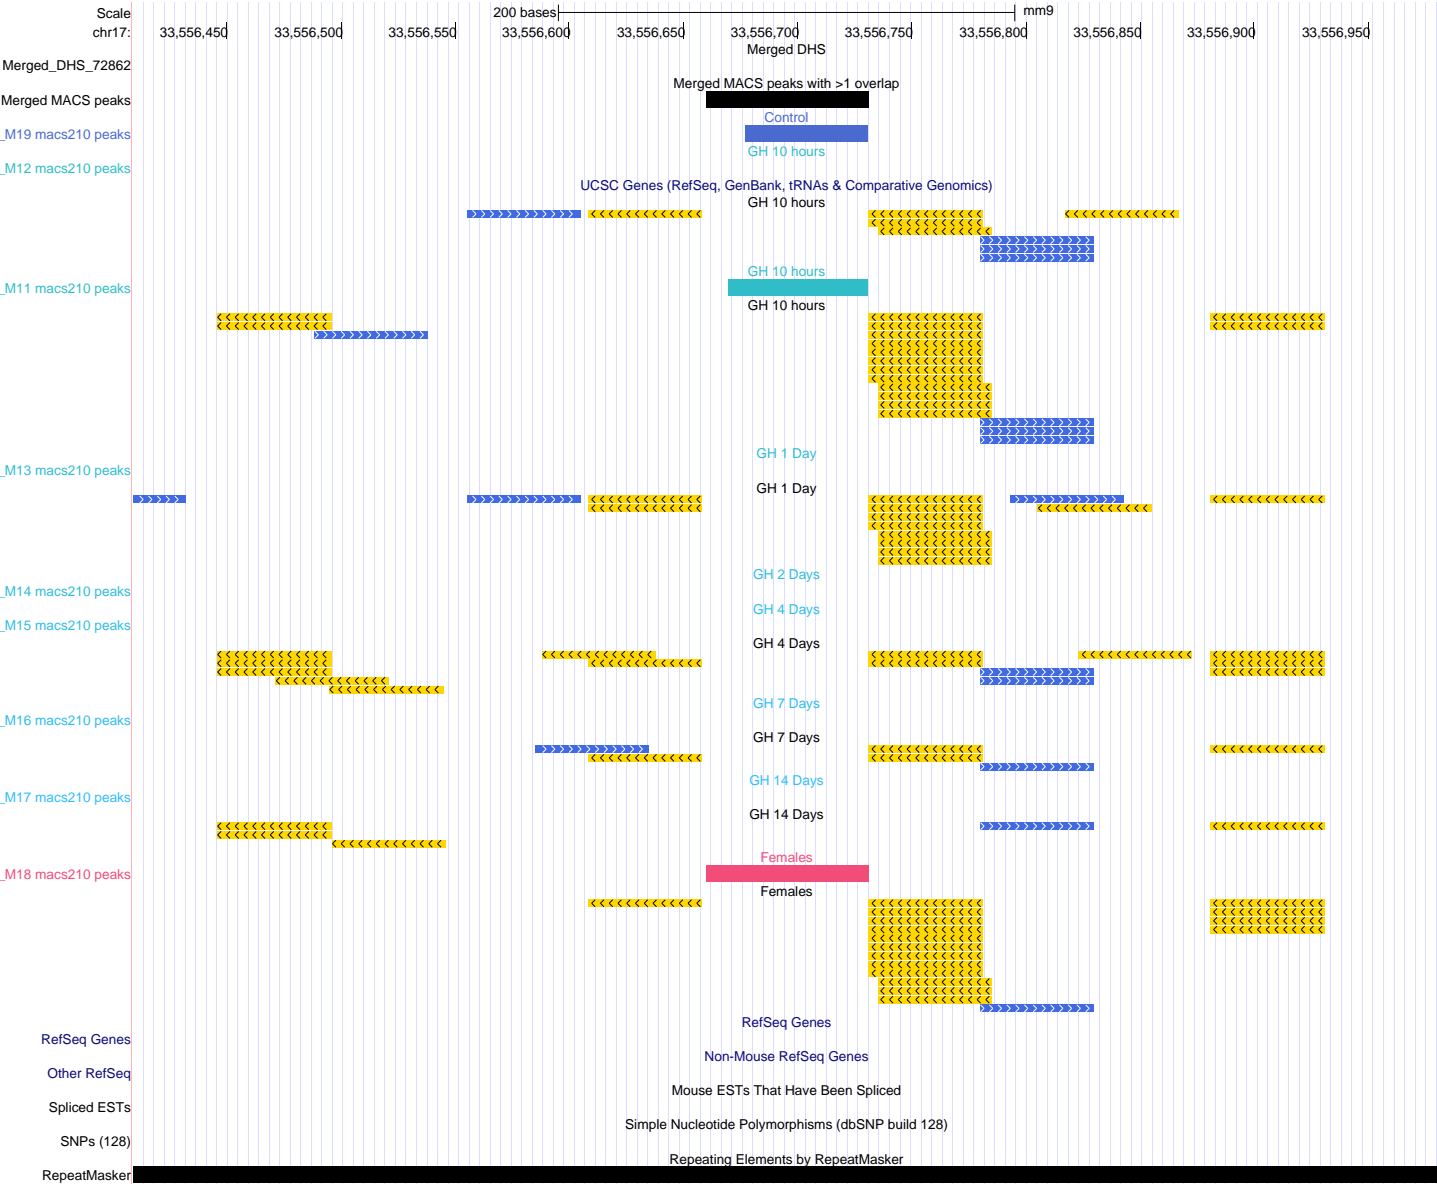 Scale 200 bases mm9
chr17: 33,556,450 33,556,500 33,556,550 33,556,600 33,556,650 33,556,700 33,556,750 33,556,800 33,556,850 33,556,900 33,556,950
Merged DHS
Merged_DHS_72862
Merged MACS peaks with >1 overlap
Merged MACS peaks
Control
_M19 macs210 peaks
GH 10 hours
_M12 macs210 peaks
UCSC Genes (RefSeq, GenBank, tRNAs & Comparative Genomics)
GH 10 hours
GH 10 hours
_M11 macs210 peaks
GH 10 hours
GH 1 Day
_M13 macs210 peaks
GH 1 Day
GH 2 Days
_M14 macs210 peaks
GH 4 Days
_M15 macs210 peaks
GH 4 Days
GH 7 Days
_M16 macs210 peaks
GH 7 Days
GH 14 Days
_M17 macs210 peaks
GH 14 Days
Females
_M18 macs210 peaks
Females
RefSeq Genes
RefSeq Genes
Non-Mouse RefSeq Genes
Other RefSeq
Mouse ESTs That Have Been Spliced
Spliced ESTs
Simple Nucleotide Polymorphisms (dbSNP build 128)
SNPs (128)
Repeating Elements by RepeatMasker
RepeatMasker